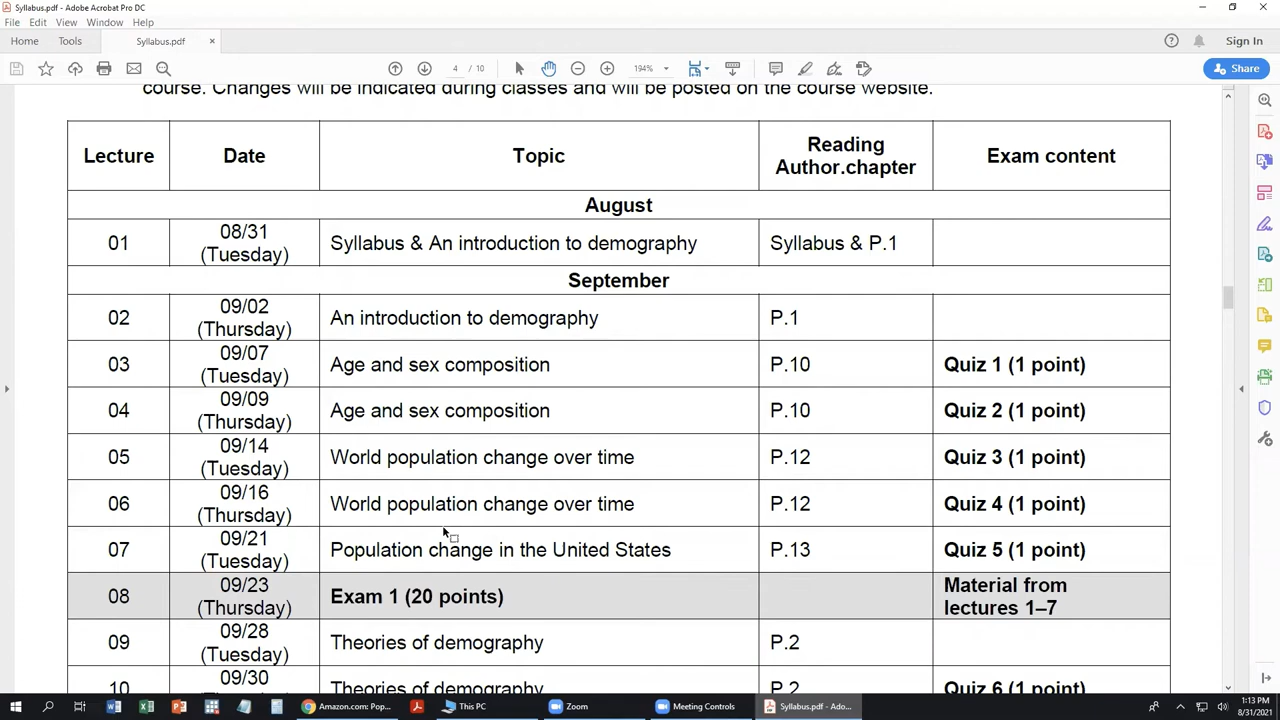 Syllabus.pdf - Adobe Acrobat Pro DC
File Edit View Window Help
Home Tools Syllabus.pdf × Sign In
4 / 10 194% Share
course. Changes will be indicated during classes and will be posted on the course website.
Lecture Date Topic Reading Author.chapter Exam content
August
01 08/31 (Tuesday) Syllabus & An introduction to demography Syllabus & P.1
September
02 09/02 (Thursday) An introduction to demography P.1
03 09/07 (Tuesday) Age and sex composition P.10 Quiz 1 (1 point)
04 09/09 (Thursday) Age and sex composition P.10 Quiz 2 (1 point)
05 09/14 (Tuesday) World population change over time P.12 Quiz 3 (1 point)
06 09/16 (Thursday) World population change over time P.12 Quiz 4 (1 point)
07 09/21 (Tuesday) Population change in the United States P.13 Quiz 5 (1 point)
08 09/23 (Thursday) Exam 1 (20 points) Material from lectures 1–7
09 09/28 (Tuesday) Theories of demography P.2
10 09/30 Theories of demography P.2 Quiz 6 (1 point)
Amazon.com: Pop... This PC Zoom Meeting Controls Syllabus.pdf - Ado... 1:13 PM
8/31/2021